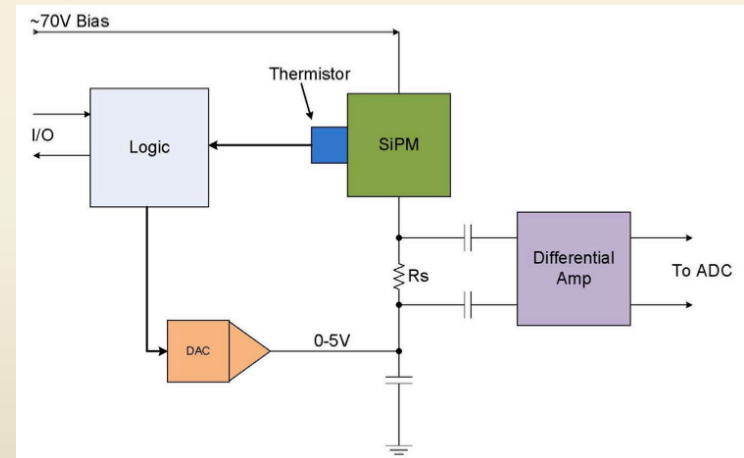 ~70V Bias
Thermistor
I/O
Logic
SiPM
Rs
Differential
Amp
To ADC
DAC
0-5V